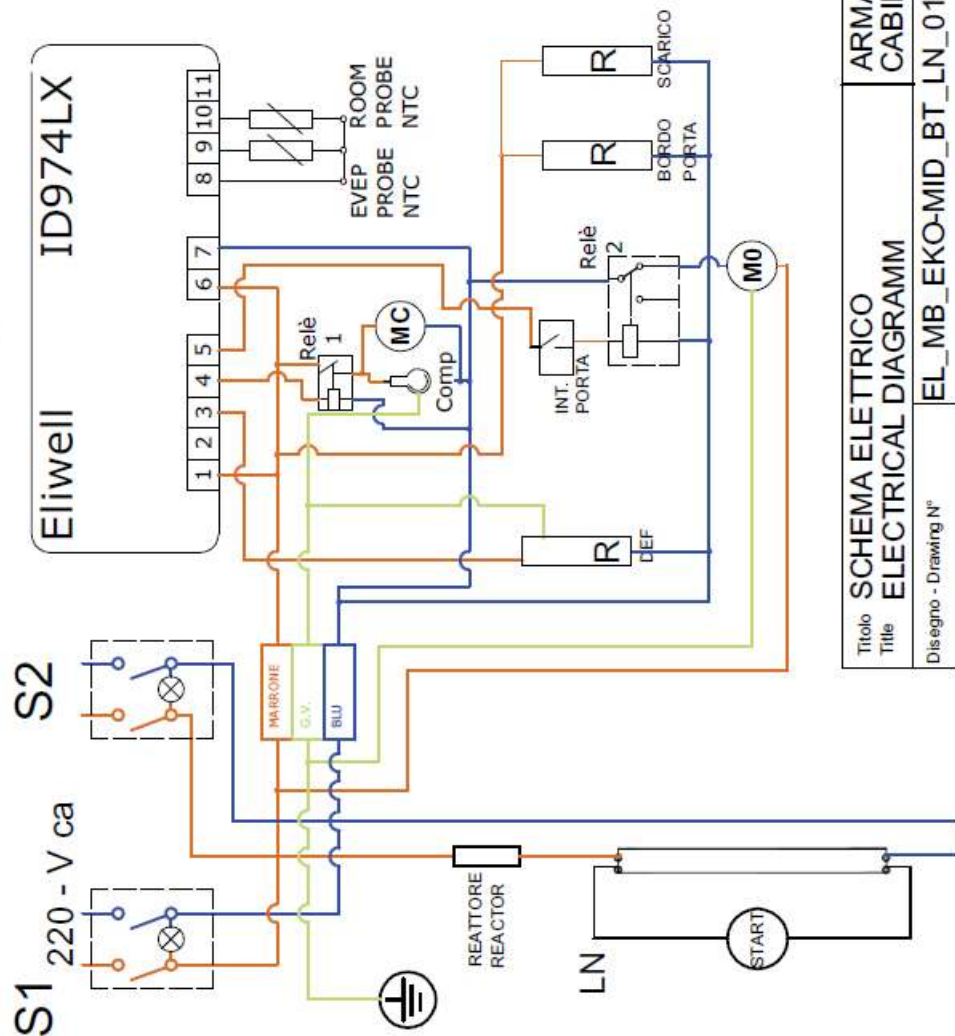 Eliwell ID974LX
1 2 3 4 5 6 7 8 9 10 11
S1
220 - V ca
S2
EVEP
PROBE
NTC
ROOM
PROBE
NTC
Relè
1
MC
Comp
MARRONE
G.V.
BLU
INT.
PORTA
Relè
2
R
DEF
R
BORDO
PORTA
R
SCARICO
M0
REATTORE
REACTOR
LN
START
Titolo SCHEMA ELETTRICO
Title ELECTRICAL DIAGRAMM
Disegno - Drawing N°
EL_MB_EKO-MID_BT_LN_01